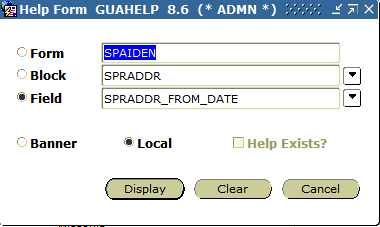 Help Form GUAHELP 8.6 (* ADMN *)
Form SPAIDEN
Block SPRADDR
Field SPRADDR_FROM_DATE
Banner Local Help Exists?
Display Clear Cancel